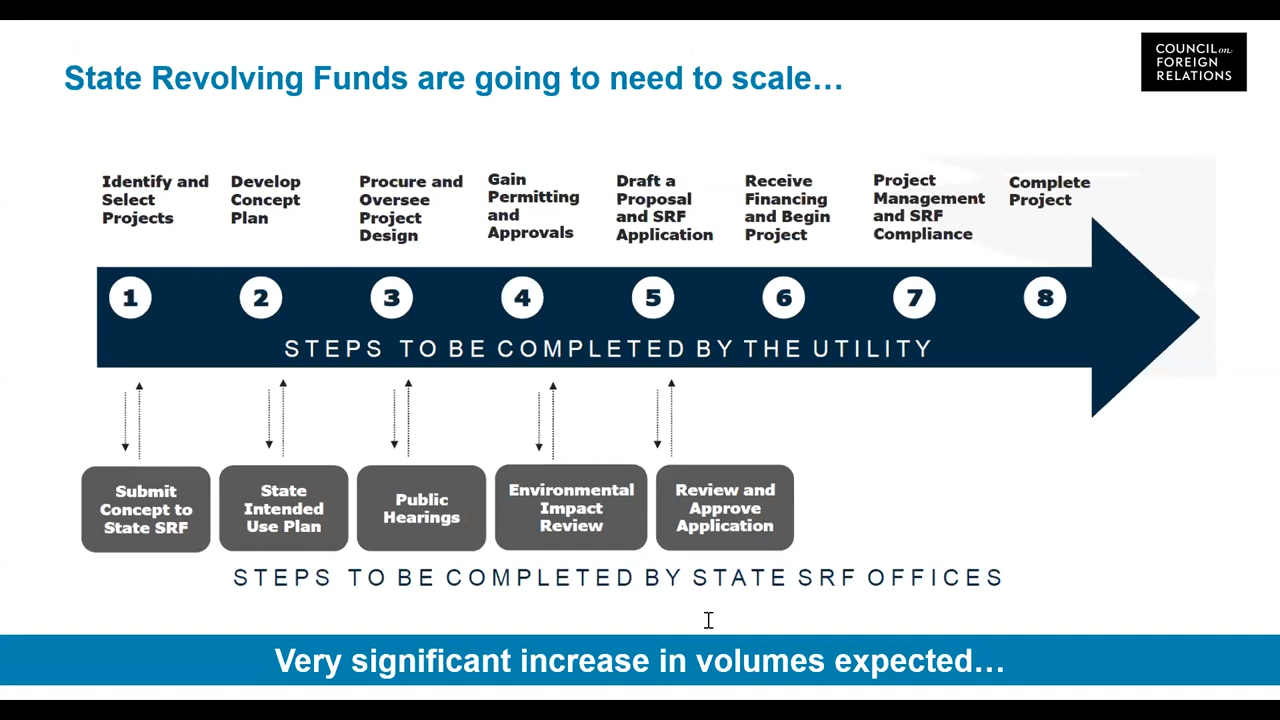 State Revolving Funds are going to need to scale…
COUNCIL on
FOREIGN
RELATIONS
Identify and
Select
Projects
Develop
Concept
Plan
Procure and
Oversee
Project
Design
Gain
Permitting
and
Approvals
Draft a
Proposal
and SRF
Application
Receive
Financing
and Begin
Project
Project
Management
and SRF
Compliance
Complete
Project
1 2 3 4 5 6 7 8
STEPS TO BE COMPLETED BY THE UTILITY
Submit
Concept to
State SRF
State
Intended
Use Plan
Public
Hearings
Environmental
Impact
Review
Review and
Approve
Application
STEPS TO BE COMPLETED BY STATE SRF OFFICES
Very significant increase in volumes expected…